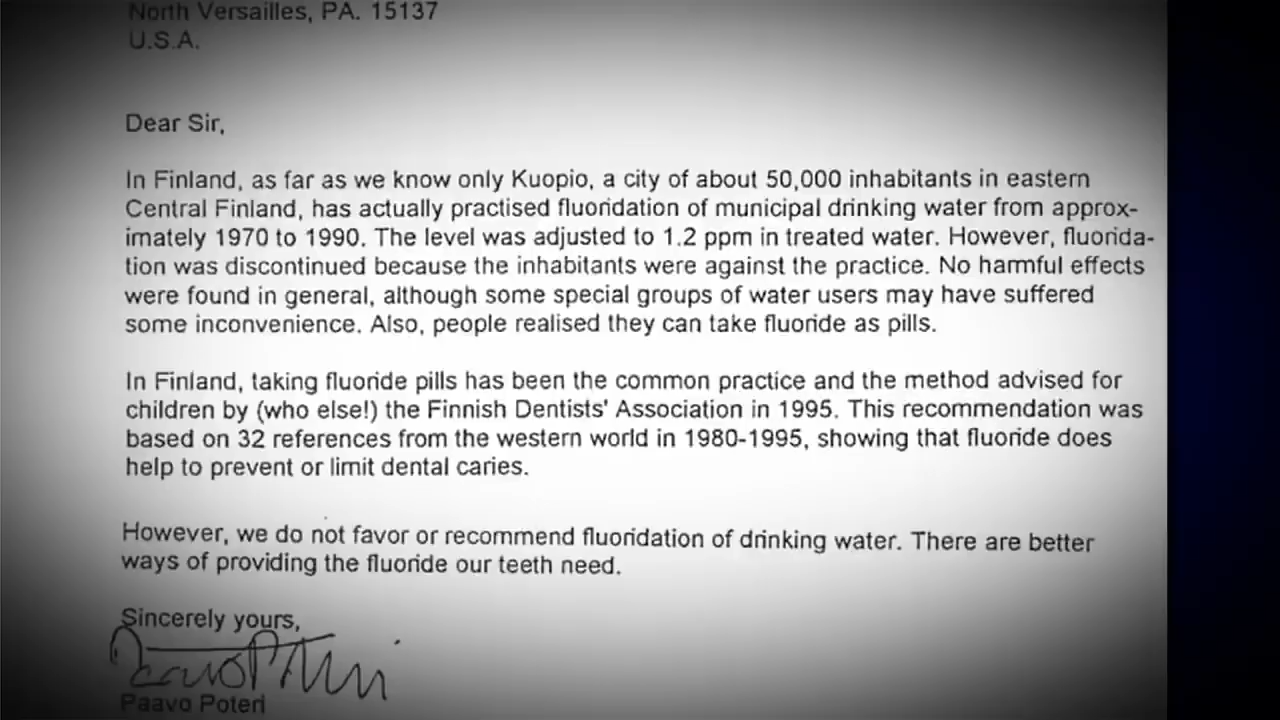 North Versailles, PA. 15137
U.S.A.
Dear Sir,
In Finland, as far as we know only Kuopio, a city of about 50,000 inhabitants in eastern
Central Finland, has actually practised fluoridation of municipal drinking water from approx-
imately 1970 to 1990. The level was adjusted to 1.2 ppm in treated water. However, fluorida-
tion was discontinued because the inhabitants were against the practice. No harmful effects
were found in general, although some special groups of water users may have suffered
some inconvenience. Also, people realised they can take fluoride as pills.
In Finland, taking fluoride pills has been the common practice and the method advised for
children by (who else!) the Finnish Dentists' Association in 1995. This recommendation was
based on 32 references from the western world in 1980-1995, showing that fluoride does
help to prevent or limit dental caries.
However, we do not favor or recommend fluoridation of drinking water. There are better
ways of providing the fluoride our teeth need.
Sincerely yours,
Paavo Poteri